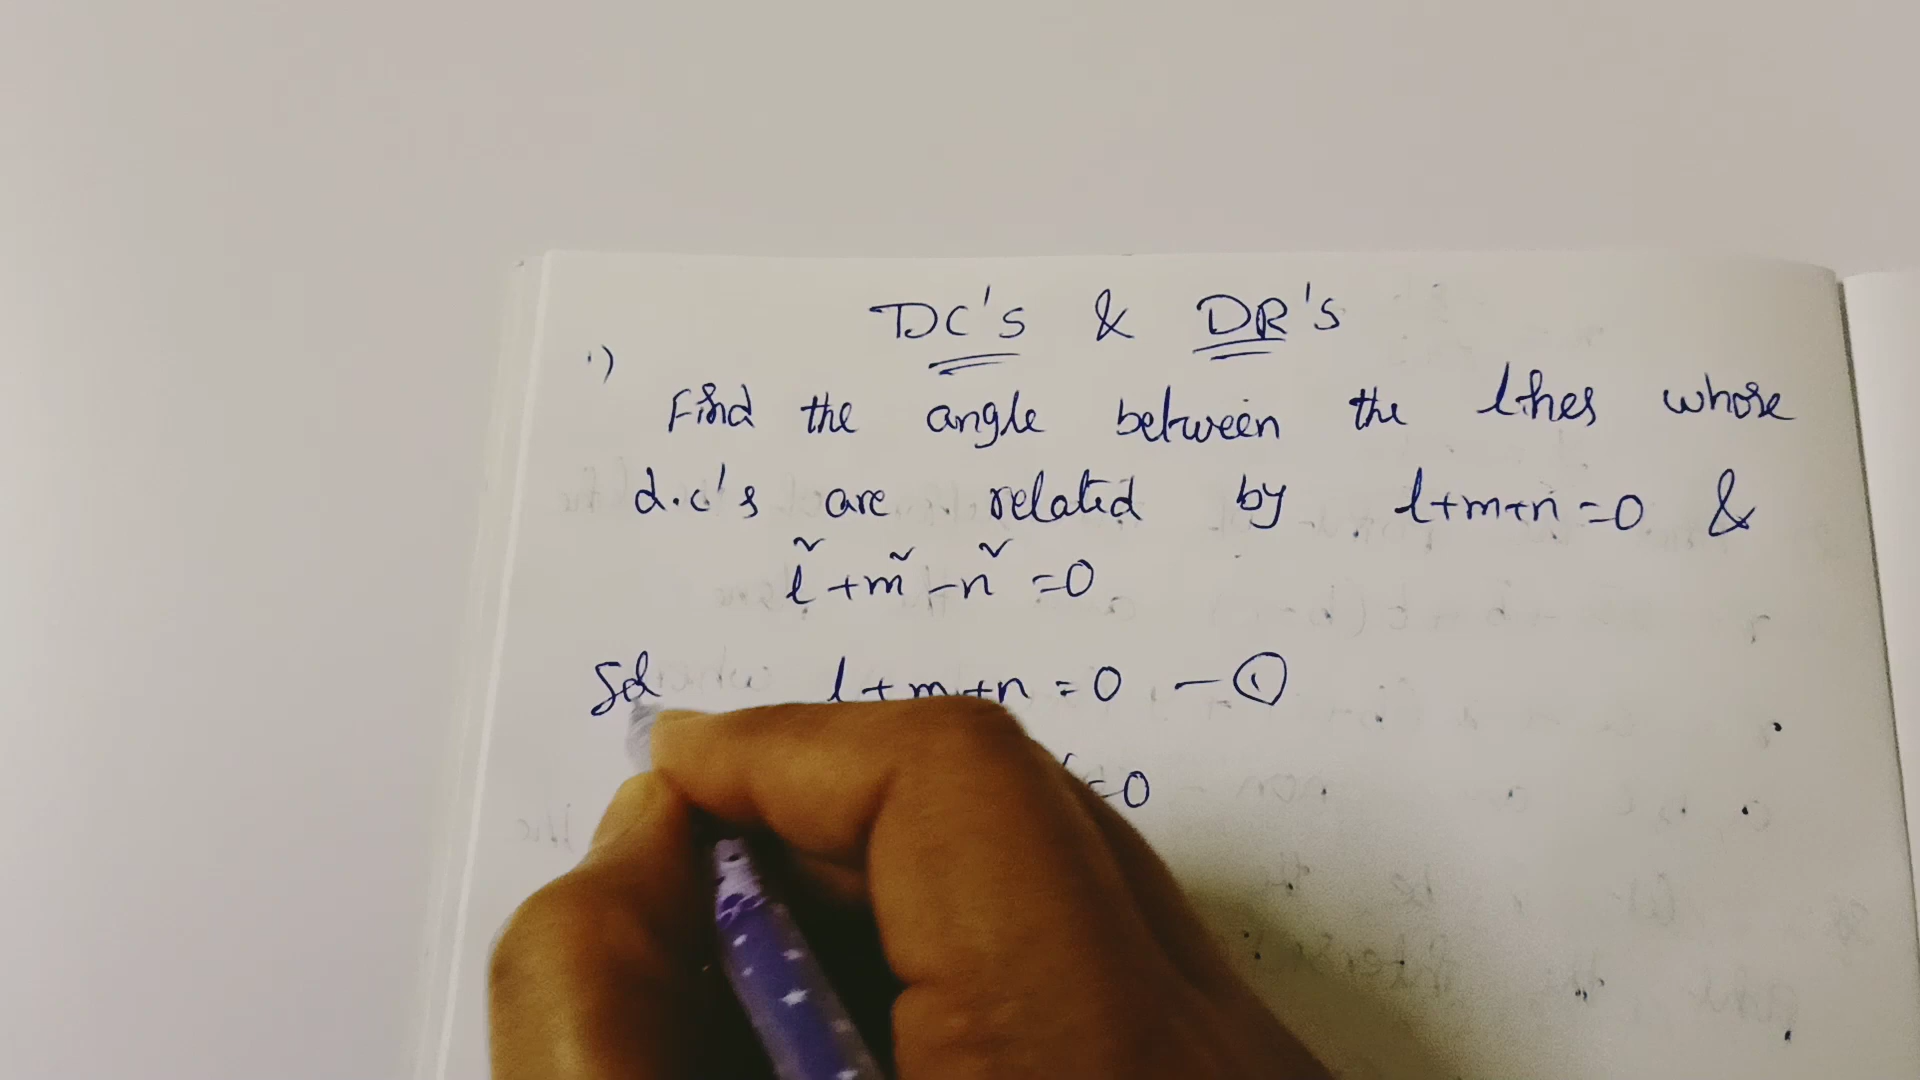 DC's & DR's
1)
Find the angle between the lines whose
d.c's are related by l+m+n=0 &
l²+m²-n²=0
Sol l+m+n=0 - ①
=0